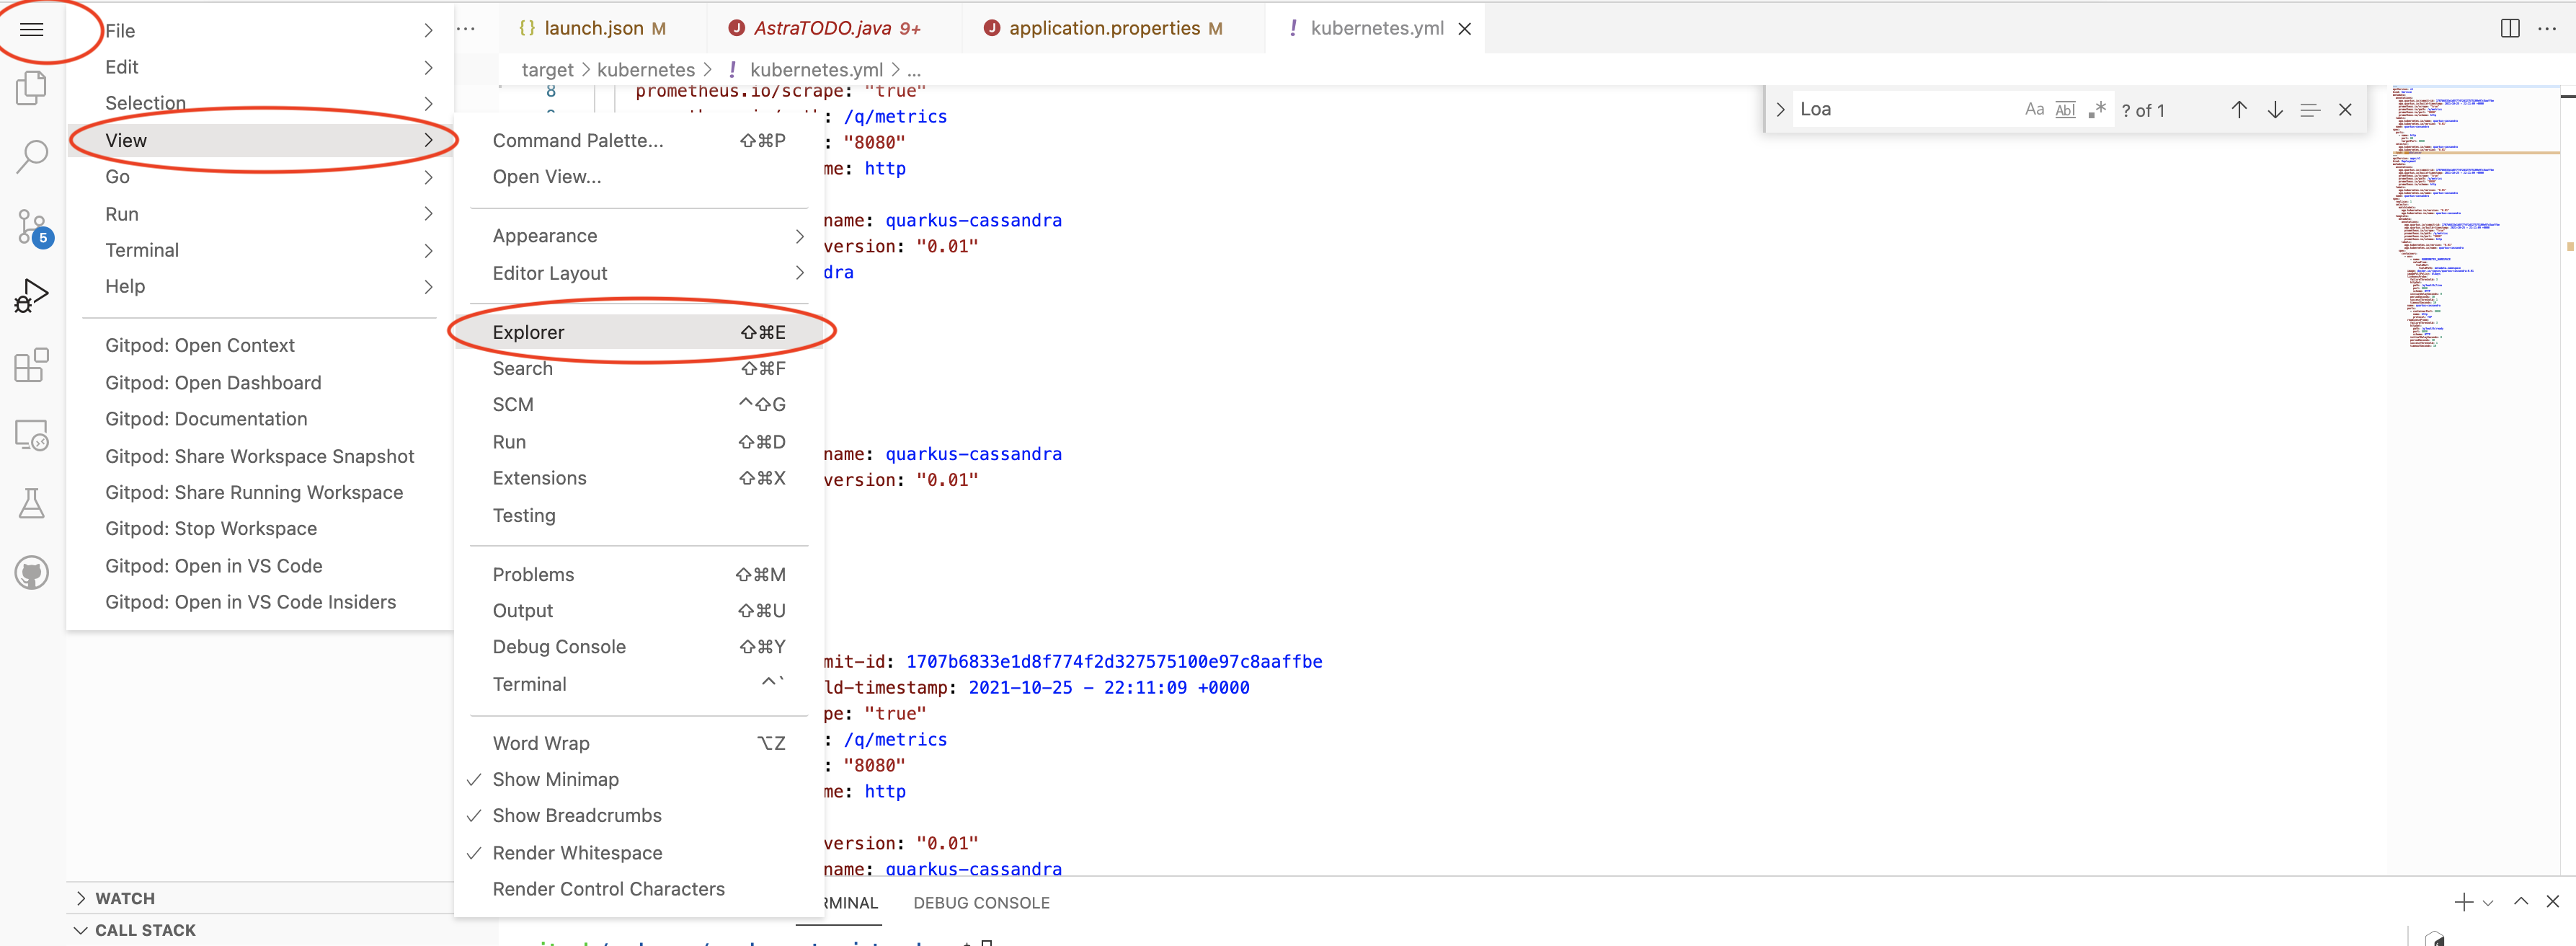 File
Edit
Selection
View
Go
Run
Terminal
Help
Gitpod: Open Context
Gitpod: Open Dashboard
Gitpod: Documentation
Gitpod: Share Workspace Snapshot
Gitpod: Share Running Workspace
Gitpod: Stop Workspace
Gitpod: Open in VS Code
Gitpod: Open in VS Code Insiders
5
WATCH
CALL STACK
Command Palette... ⇧⌘P
Open View...
Appearance
Editor Layout
Explorer ⇧⌘E
Search ⇧⌘F
SCM ^⇧G
Run ⇧⌘D
Extensions ⇧⌘X
Testing
Problems ⇧⌘M
Output ⇧⌘U
Debug Console ⇧⌘Y
Terminal ^`
Word Wrap ⌥Z
Show Minimap
Show Breadcrumbs
Render Whitespace
Render Control Characters
{} launch.json M
J AstraTODO.java 9+
J application.properties M
! kubernetes.yml
target > kubernetes > ! kubernetes.yml > ...
8 prometheus.io/scrape: "true"
: /q/metrics
: "8080"
me: http
name: quarkus-cassandra
version: "0.01"
dra
name: quarkus-cassandra
version: "0.01"
mit-id: 1707b6833e1d8f774f2d327575100e97c8aaffbe
ld-timestamp: 2021-10-25 - 22:11:09 +0000
pe: "true"
: /q/metrics
: "8080"
me: http
version: "0.01"
name: quarkus-cassandra
Loa Aa Abl .* ? of 1
RMINAL DEBUG CONSOLE